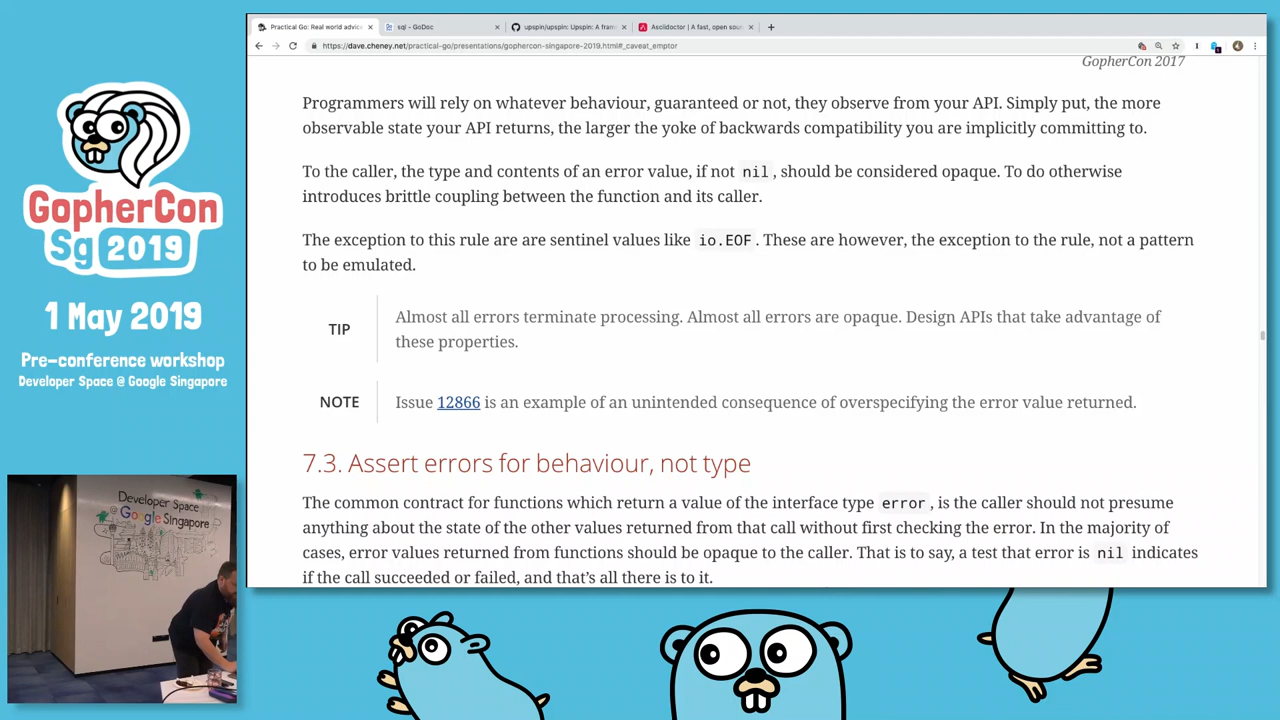 GopherCon
Sg 2019
1 May 2019
Pre-conference workshop
Developer Space @ Google Singapore
Developer Space
@ Google Singapore
Practical Go: Real world advice
sql - GoDoc
upspin/upspin: Upspin: A fram
Asciidoctor | A fast, open sour
https://dave.cheney.net/practical-go/presentations/gophercon-singapore-2019.html#_caveat_emptor
GopherCon 2017
Programmers will rely on whatever behaviour, guaranteed or not, they observe from your API. Simply put, the more
observable state your API returns, the larger the yoke of backwards compatibility you are implicitly committing to.
To the caller, the type and contents of an error value, if not nil, should be considered opaque. To do otherwise
introduces brittle coupling between the function and its caller.
The exception to this rule are are sentinel values like io.EOF. These are however, the exception to the rule, not a pattern
to be emulated.
TIP
Almost all errors terminate processing. Almost all errors are opaque. Design APIs that take advantage of
these properties.
NOTE
Issue 12866 is an example of an unintended consequence of overspecifying the error value returned.
7.3. Assert errors for behaviour, not type
The common contract for functions which return a value of the interface type error, is the caller should not presume
anything about the state of the other values returned from that call without first checking the error. In the majority of
cases, error values returned from functions should be opaque to the caller. That is to say, a test that error is nil indicates
if the call succeeded or failed, and that's all there is to it.